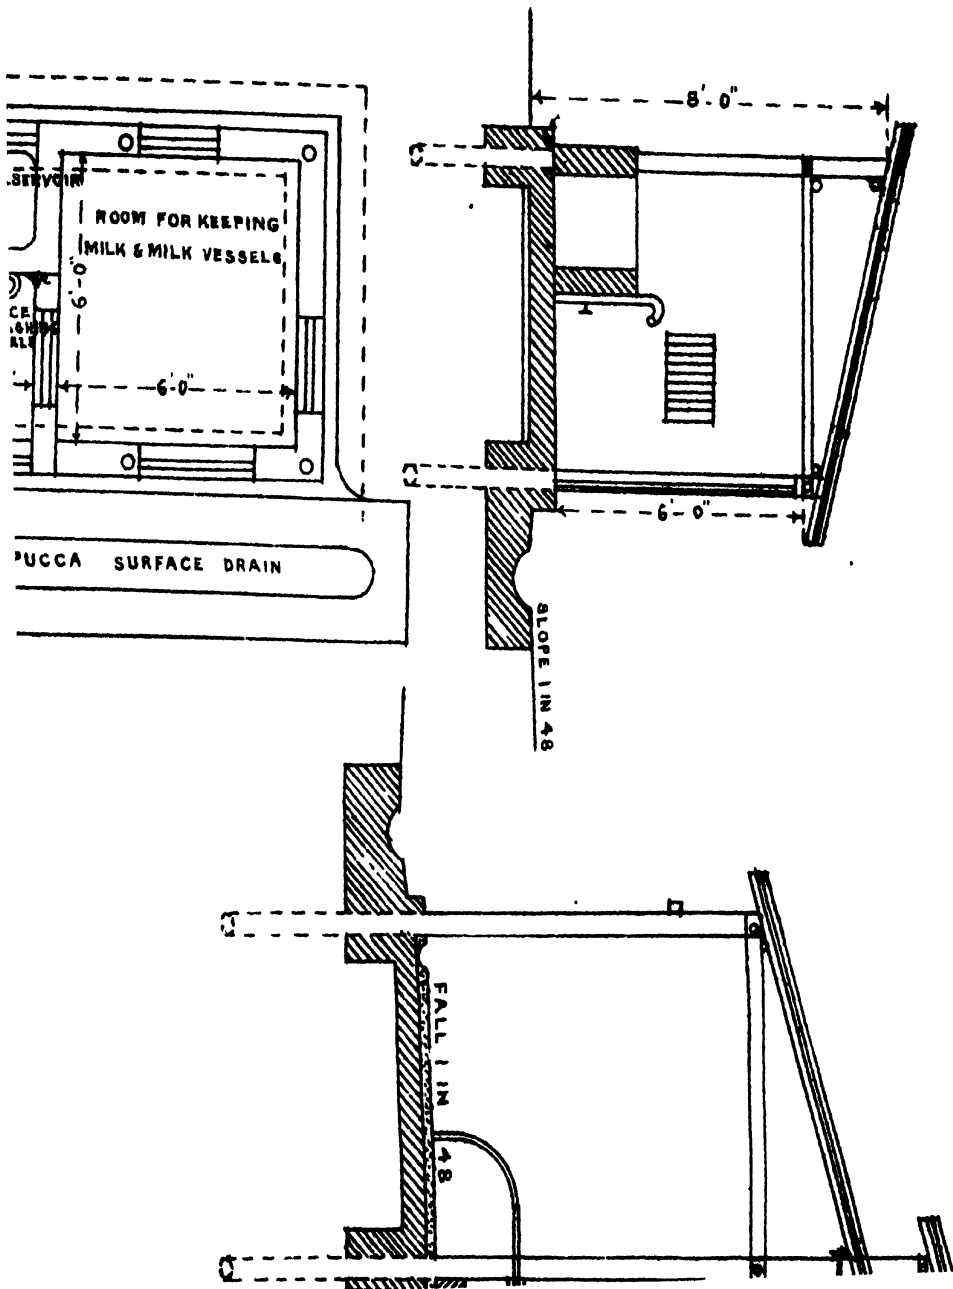 8'-0"
ROOM FOR KEEPING
MILK & MILK VESSELS
6'-0"
6'-0"
6'-0"
PUCCA SURFACE DRAIN
SLOPE 1 IN 48
FALL 1 IN 48